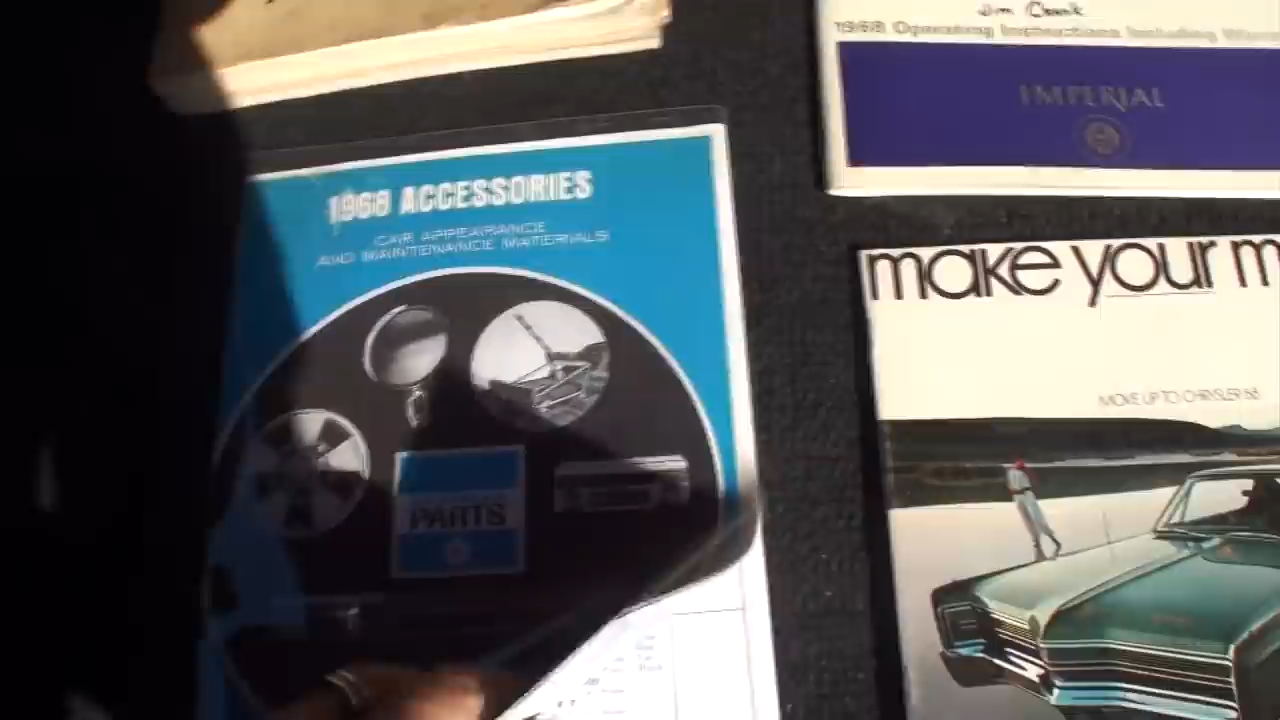 Jim Crank
1968 Operating Instructions Including
IMPERIAL
1968 ACCESSORIES
CAR APPEARANCE
AND MAINTENANCE MATERIALS
PARTS
make your m
MOVE UP TO CHRYSLER '68